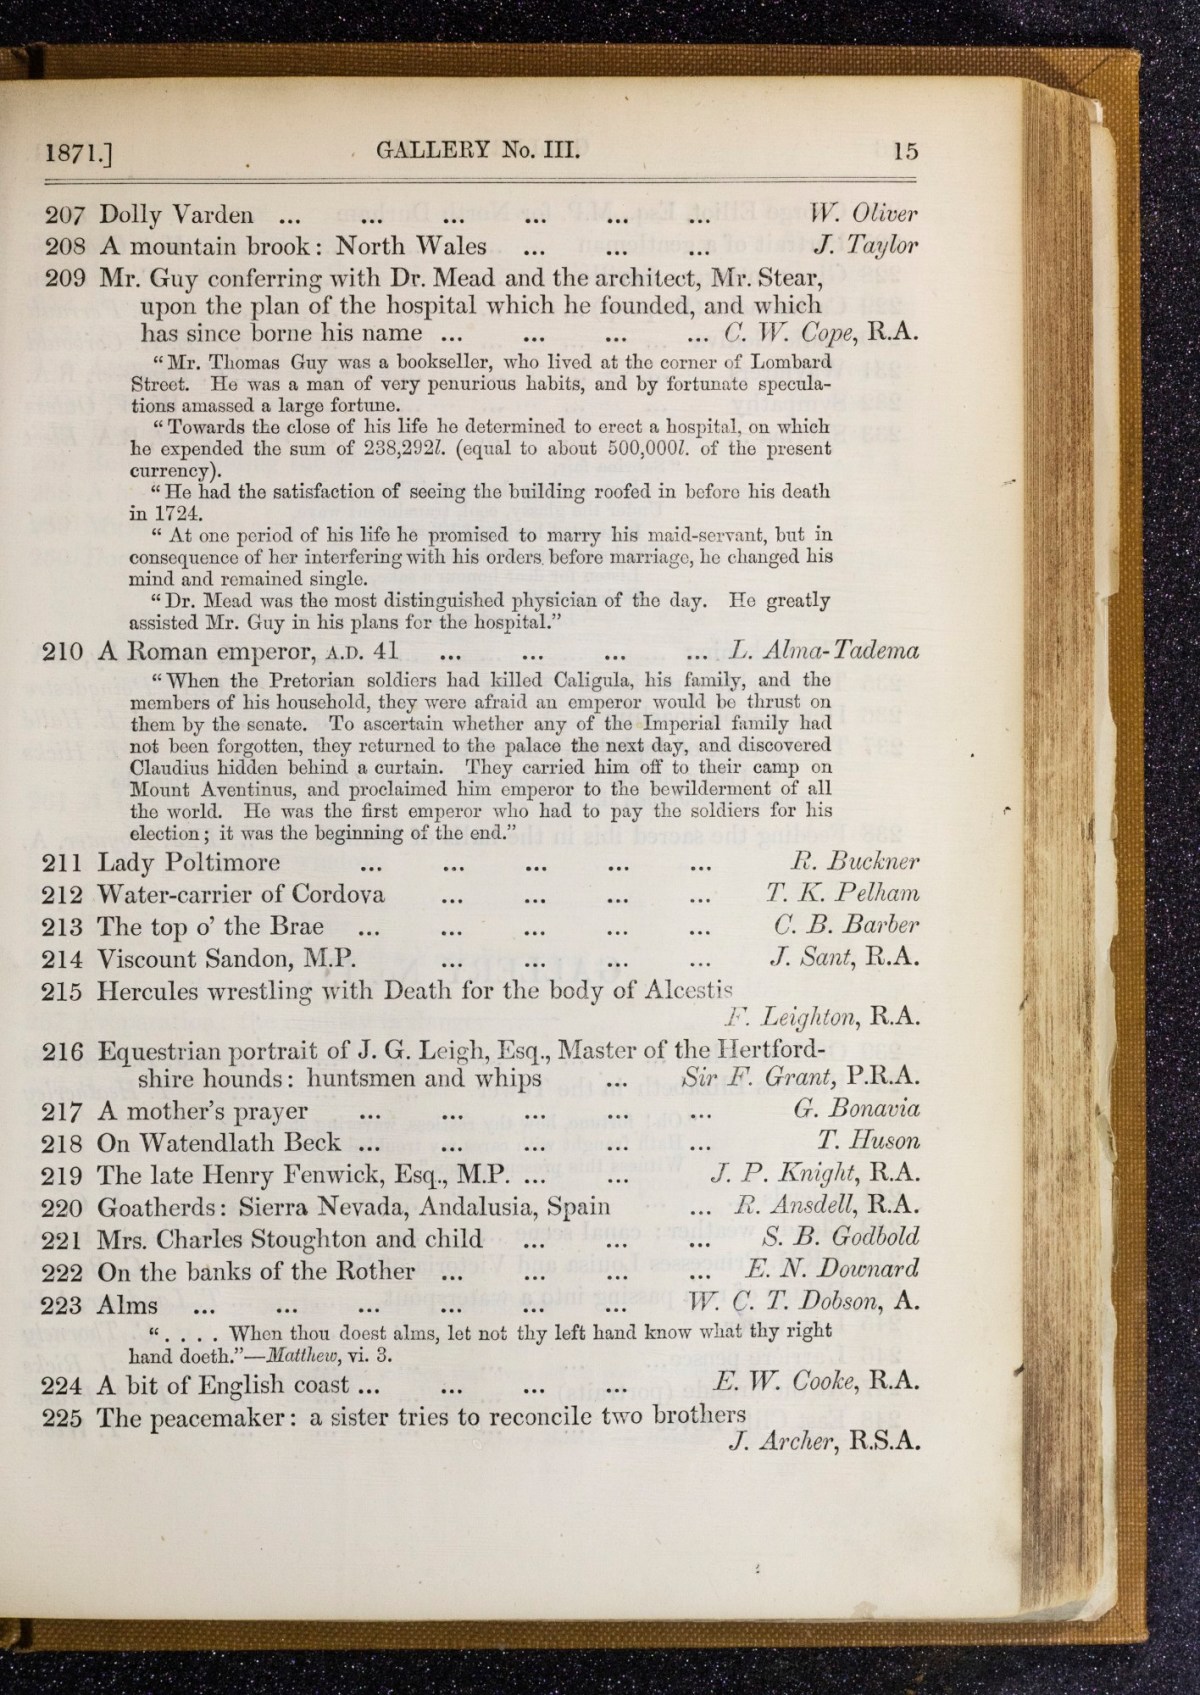 1871.] GALLERY No. III. 15
207 Dolly Varden ... ... ... ... ... ... W. Oliver
208 A mountain brook: North Wales ... ... ... J. Taylor
209 Mr. Guy conferring with Dr. Mead and the architect, Mr. Stear,
upon the plan of the hospital which he founded, and which
has since borne his name ... ... ... ... C. W. Cope, R.A.
"Mr. Thomas Guy was a bookseller, who lived at the corner of Lombard
Street. He was a man of very penurious habits, and by fortunate specula-
tions amassed a large fortune.
"Towards the close of his life he determined to erect a hospital, on which
he expended the sum of 238,292l. (equal to about 500,000l. of the present
currency).
"He had the satisfaction of seeing the building roofed in before his death
in 1724.
"At one period of his life he promised to marry his maid-servant, but in
consequence of her interfering with his orders before marriage, he changed his
mind and remained single.
"Dr. Mead was the most distinguished physician of the day. He greatly
assisted Mr. Guy in his plans for the hospital."
210 A Roman emperor, A.D. 41 ... ... ... ... L. Alma-Tadema
"When the Pretorian soldiers had killed Caligula, his family, and the
members of his household, they were afraid an emperor would be thrust on
them by the senate. To ascertain whether any of the Imperial family had
not been forgotten, they returned to the palace the next day, and discovered
Claudius hidden behind a curtain. They carried him off to their camp on
Mount Aventinus, and proclaimed him emperor to the bewilderment of all
the world. He was the first emperor who had to pay the soldiers for his
election; it was the beginning of the end."
211 Lady Poltimore ... ... ... ... ... R. Buckner
212 Water-carrier of Cordova ... ... ... ... T. K. Pelham
213 The top o' the Brae ... ... ... ... ... C. B. Barber
214 Viscount Sandon, M.P. ... ... ... ... J. Sant, R.A.
215 Hercules wrestling with Death for the body of Alcestis
F. Leighton, R.A.
216 Equestrian portrait of J. G. Leigh, Esq., Master of the Hertford-
shire hounds: huntsmen and whips ... Sir F. Grant, P.R.A.
217 A mother's prayer ... ... ... ... ... G. Bonavia
218 On Watendlath Beck ... ... ... ... ... T. Huson
219 The late Henry Fenwick, Esq., M.P. ... ... J. P. Knight, R.A.
220 Goatherds: Sierra Nevada, Andalusia, Spain ... R. Ansdell, R.A.
221 Mrs. Charles Stoughton and child ... ... ... S. B. Godbold
222 On the banks of the Rother ... ... ... ... E. N. Downard
223 Alms ... ... ... ... ... ... W. C. T. Dobson, A.
". . . . When thou doest alms, let not thy left hand know what thy right
hand doeth."—Matthew, vi. 3.
224 A bit of English coast ... ... ... ... E. W. Cooke, R.A.
225 The peacemaker: a sister tries to reconcile two brothers
J. Archer, R.S.A.